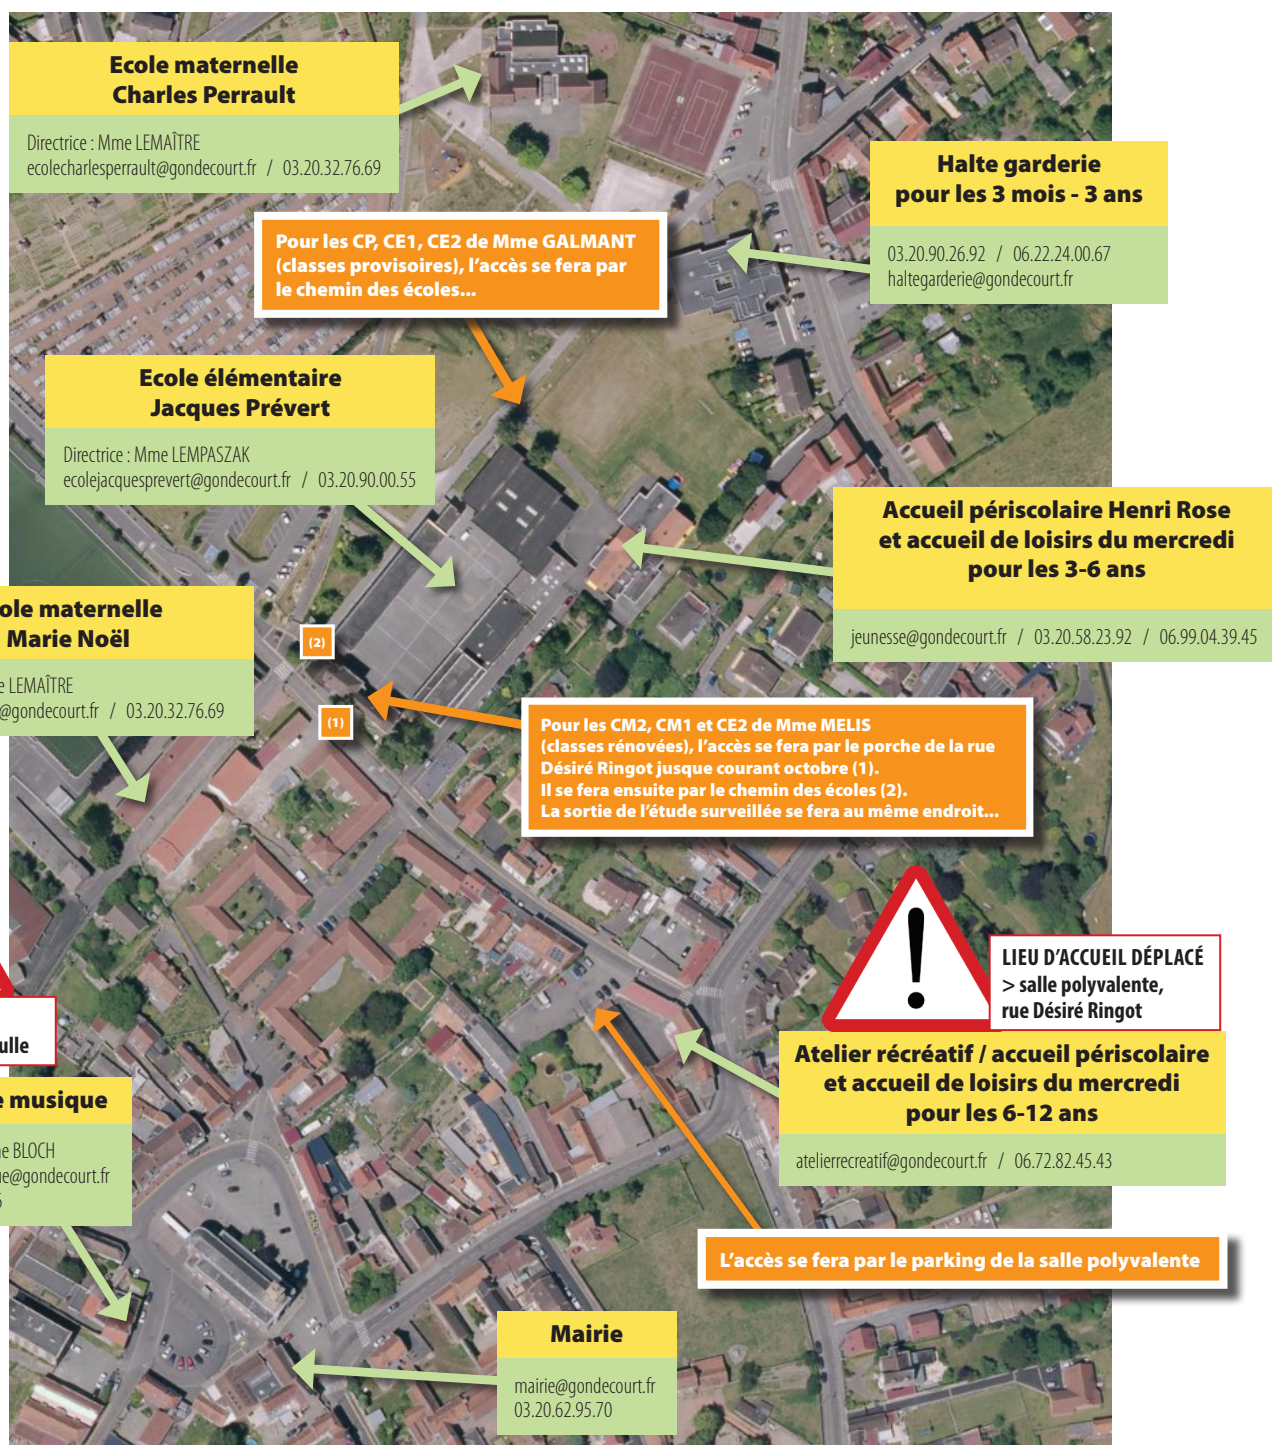 Ecole maternelle
Charles Perrault
Directrice : Mme LEMAÎTRE
ecolecharlesperrault@gondecourt.fr / 03.20.32.76.69
Halte garderie
pour les 3 mois - 3 ans
03.20.90.26.92 / 06.22.24.00.67
haltegarderie@gondecourt.fr
Pour les CP, CE1, CE2 de Mme GALMANT
(classes provisoires), l’accès se fera par
le chemin des écoles...
Ecole élémentaire
Jacques Prévert
Directrice : Mme LEMPASZAK
ecolejacquesprevert@gondecourt.fr / 03.20.90.00.55
Accueil périscolaire Henri Rose
et accueil de loisirs du mercredi
pour les 3-6 ans
jeunesse@gondecourt.fr / 03.20.58.23.92 / 06.99.04.39.45
maternelle
Marie Noël
LEMAÎTRE
@gondecourt.fr / 03.20.32.76.69
(2)
(1)
Pour les CM2, CM1 et CE2 de Mme MELIS
(classes rénovées), l’accès se fera par le porche de la rue
Désiré Ringot jusque courant octobre (1).
Il se fera ensuite par le chemin des écoles (2).
La sortie de l’étude surveillée se fera au même endroit...
!
LIEU D’ACCUEIL DÉPLACÉ
> salle polyvalente,
rue Désiré Ringot
Atelier récréatif / accueil périscolaire
et accueil de loisirs du mercredi
pour les 6-12 ans
atelierrecreatif@gondecourt.fr / 06.72.82.45.43
L’accès se fera par le parking de la salle polyvalente
musique
BLOCH
@gondecourt.fr
Mairie
mairie@gondecourt.fr
03.20.62.95.70